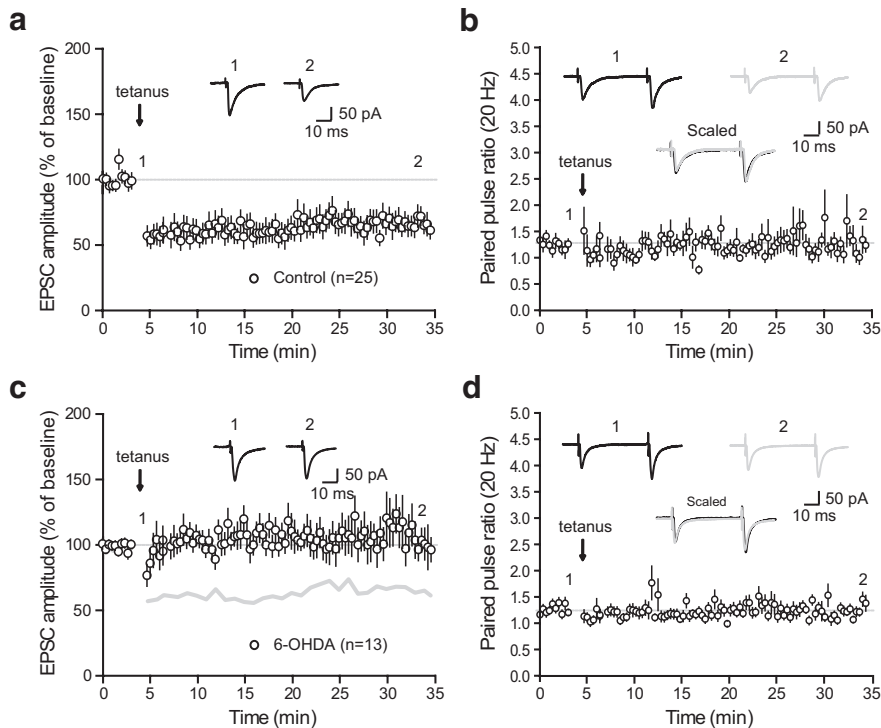 a
200
150
100
50
0
EPSC amplitude (% of baseline)
tetanus
1
2
1
2
50 pA
10 ms
Control (n=25)
0 5 10 15 20 25 30 35
Time (min)
b
5.0
4.5
4.0
3.5
3.0
2.5
2.0
1.5
1.0
0.5
0.0
Paired pulse ratio (20 Hz)
1
2
50 pA
10 ms
Scaled
tetanus
1
2
0 5 10 15 20 25 30 35
Time (min)
c
200
150
100
50
0
EPSC amplitude (% of baseline)
tetanus
1
2
1
2
50 pA
10 ms
6-OHDA (n=13)
0 5 10 15 20 25 30 35
Time (min)
d
5.0
4.5
4.0
3.5
3.0
2.5
2.0
1.5
1.0
0.5
0.0
Paired pulse ratio (20 Hz)
1
2
50 pA
10 ms
Scaled
tetanus
1
2
0 5 10 15 20 25 30 35
Time (min)